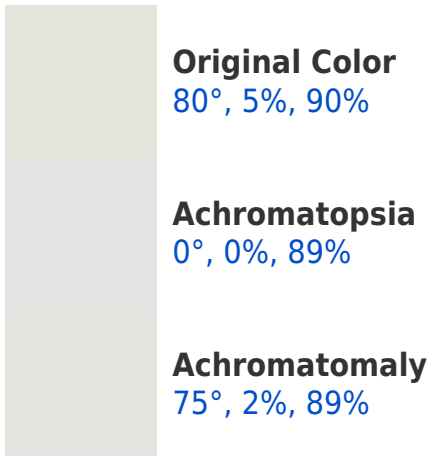 Original Color
80°, 5%, 90%
Achromatopsia
0°, 0%, 89%
Achromatomaly
75°, 2%, 89%